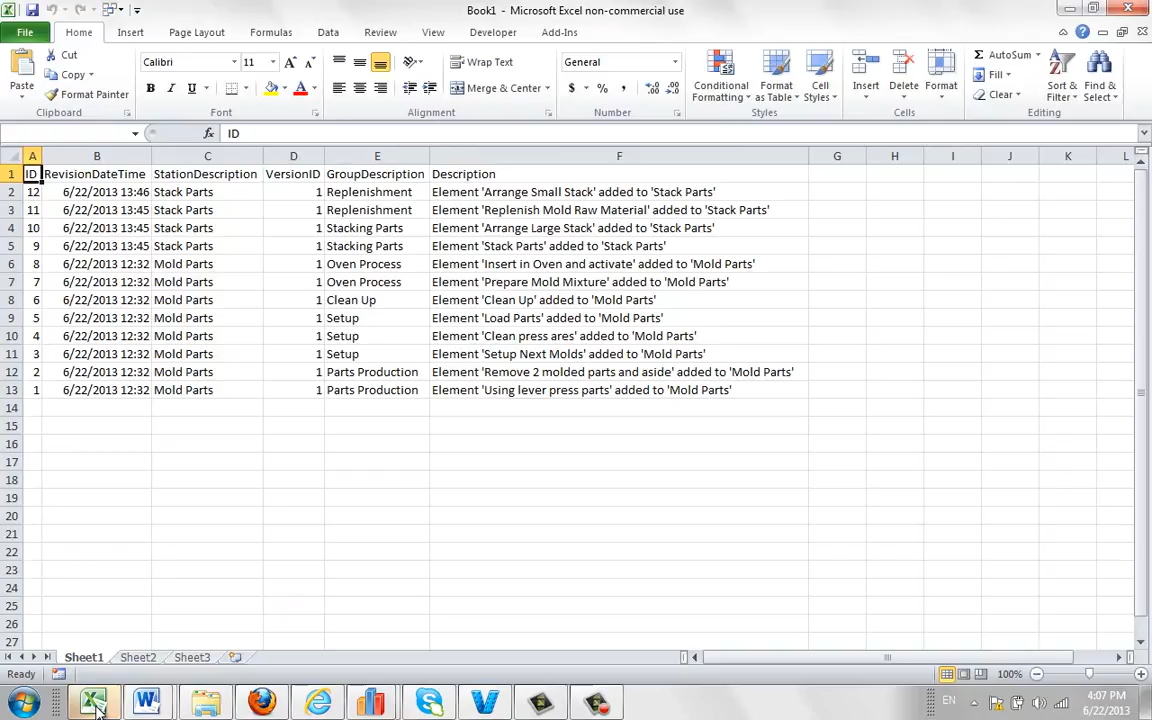 Book1 - Microsoft Excel non-commercial use
File Home Insert Page Layout Formulas Data Review View Developer Add-Ins
Paste
Cut
Copy
Format Painter
Clipboard
Calibri 11
B I U
Font
Wrap Text
Merge & Center
Alignment
General
$ % ,
Number
Conditional Formatting
Format as Table
Cell Styles
Styles
Insert Delete Format
Cells
AutoSum
Fill
Clear
Sort & Filter
Find & Select
Editing
fx ID
A B C D E F G H I J K L
1 ID RevisionDateTime StationDescription VersionID GroupDescription Description
2 12 6/22/2013 13:46 Stack Parts 1 Replenishment Element 'Arrange Small Stack' added to 'Stack Parts'
3 11 6/22/2013 13:45 Stack Parts 1 Replenishment Element 'Replenish Mold Raw Material' added to 'Stack Parts'
4 10 6/22/2013 13:45 Stack Parts 1 Stacking Parts Element 'Arrange Large Stack' added to 'Stack Parts'
5 9 6/22/2013 13:45 Stack Parts 1 Stacking Parts Element 'Stack Parts' added to 'Stack Parts'
6 8 6/22/2013 12:32 Mold Parts 1 Oven Process Element 'Insert in Oven and activate' added to 'Mold Parts'
7 7 6/22/2013 12:32 Mold Parts 1 Oven Process Element 'Prepare Mold Mixture' added to 'Mold Parts'
8 6 6/22/2013 12:32 Mold Parts 1 Clean Up Element 'Clean Up' added to 'Mold Parts'
9 5 6/22/2013 12:32 Mold Parts 1 Setup Element 'Load Parts' added to 'Mold Parts'
10 4 6/22/2013 12:32 Mold Parts 1 Setup Element 'Clean press ares' added to 'Mold Parts'
11 3 6/22/2013 12:32 Mold Parts 1 Setup Element 'Setup Next Molds' added to 'Mold Parts'
12 2 6/22/2013 12:32 Mold Parts 1 Parts Production Element 'Remove 2 molded parts and aside' added to 'Mold Parts'
13 1 6/22/2013 12:32 Mold Parts 1 Parts Production Element 'Using lever press parts' added to 'Mold Parts'
14
15
16
17
18
19
20
21
22
23
24
25
26
27
Sheet1 Sheet2 Sheet3
Ready 100%
EN 4:07 PM
6/22/2013